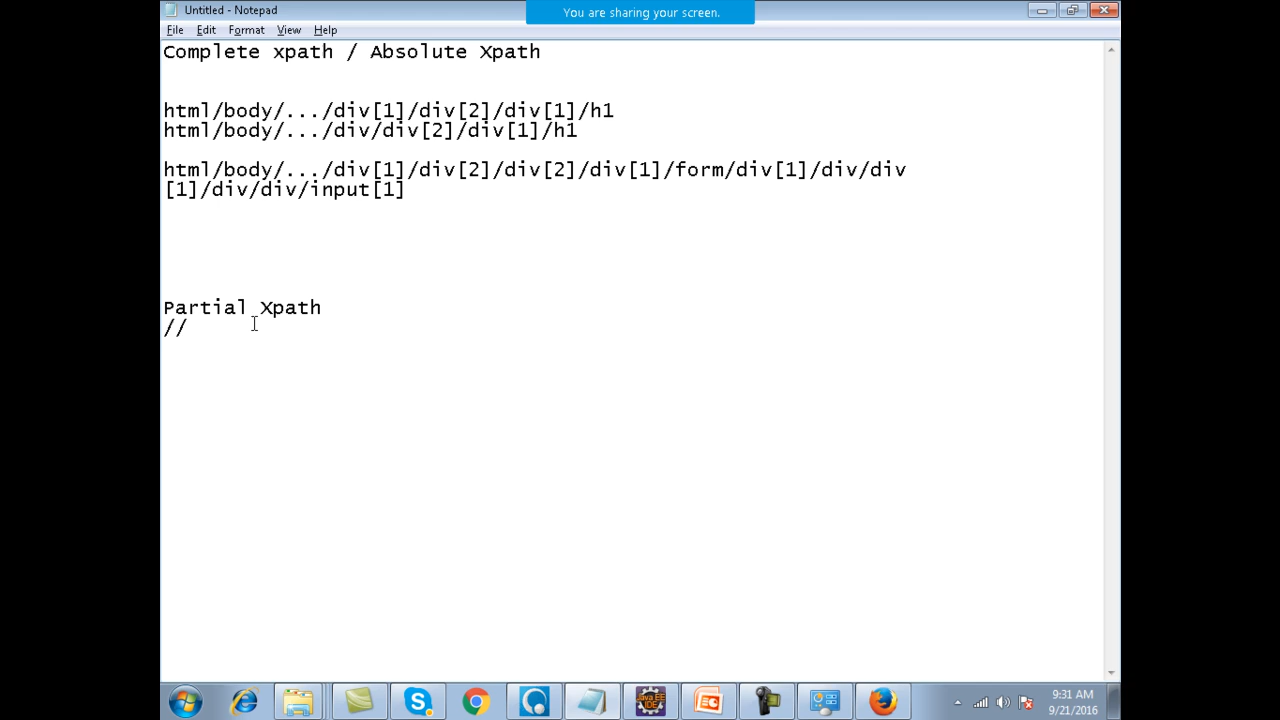 Untitled - Notepad
You are sharing your screen.
File Edit Format View Help
Complete xpath / Absolute Xpath
html/body/.../div[1]/div[2]/div[1]/h1
html/body/.../div/div[2]/div[1]/h1
html/body/.../div[1]/div[2]/div[2]/div[1]/form/div[1]/div/div
[1]/div/div/input[1]
Partial Xpath
//
Java EE
IDE
9:31 AM
9/21/2016